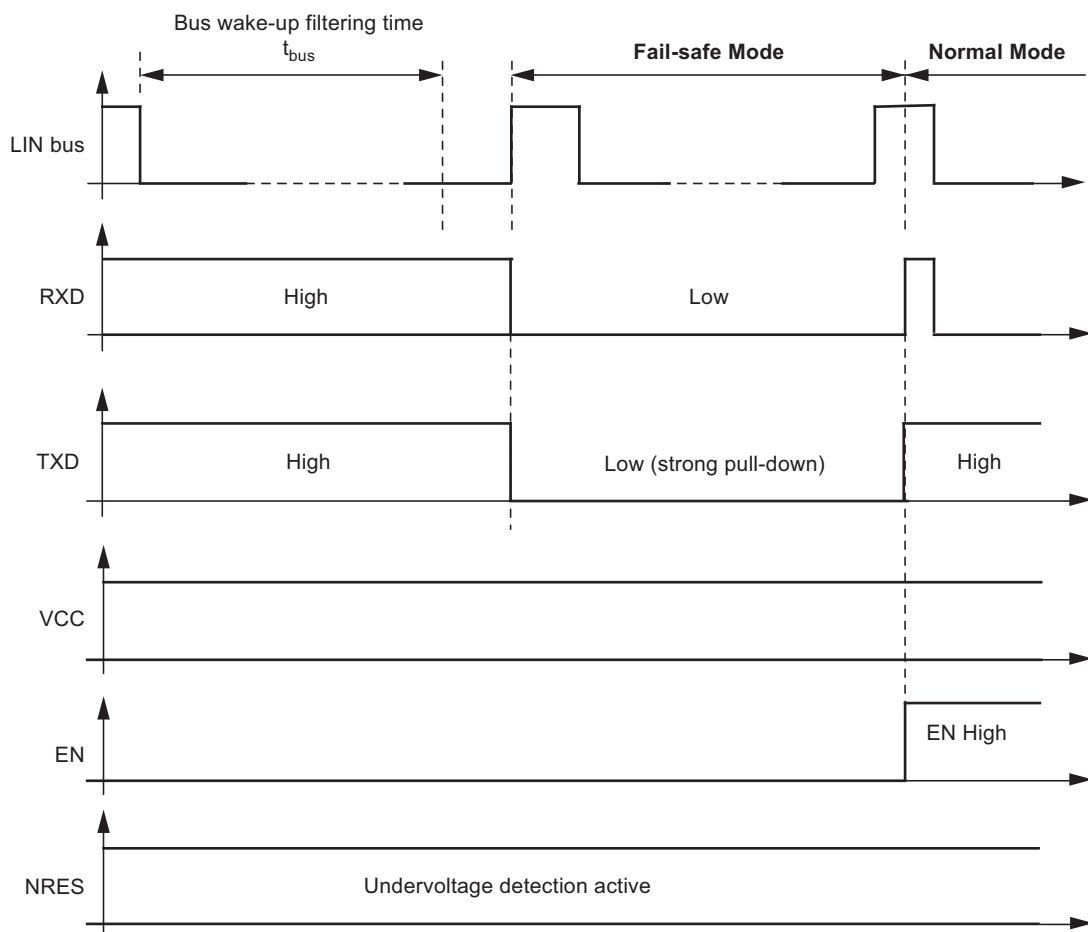 Bus wake-up filtering time
t_bus
Fail-safe Mode
Normal Mode
LIN bus
RXD
High
Low
TXD
High
Low (strong pull-down)
High
VCC
EN
EN High
NRES
Undervoltage detection active